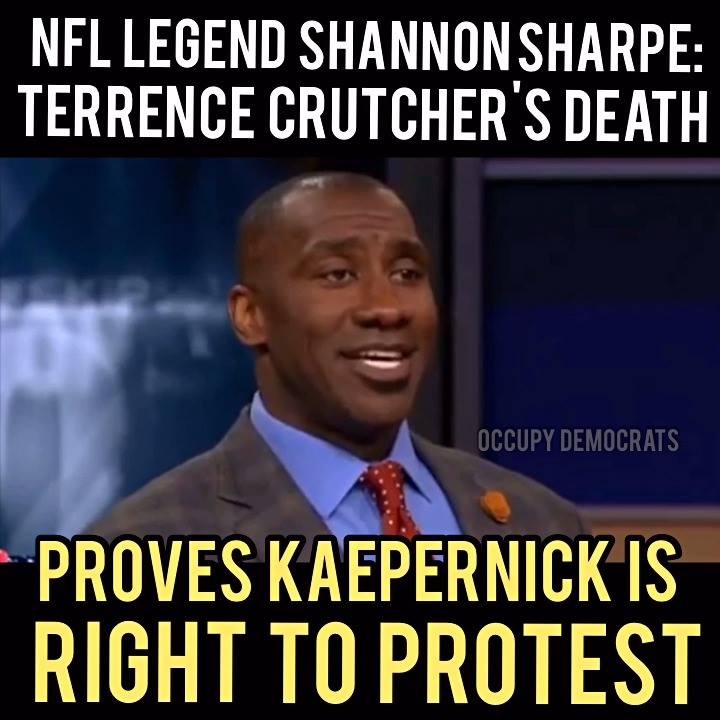 NFL LEGEND SHANNON SHARPE:
TERRENCE CRUTCHER'S DEATH
OCCUPY DEMOCRATS
PROVES KAEPERNICK IS
RIGHT TO PROTEST